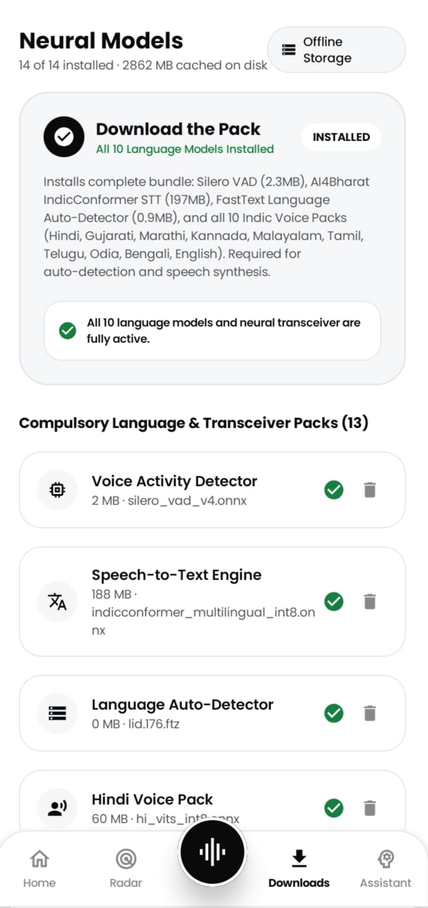 Neural Models
14 of 14 installed · 2862 MB cached on disk
Offline
Storage
Download the Pack
All 10 Language Models Installed
INSTALLED
Installs complete bundle: Silero VAD (2.3MB), AI4Bharat
IndicConformer STT (197MB), FastText Language
Auto-Detector (0.9MB), and all 10 Indic Voice Packs
(Hindi, Gujarati, Marathi, Kannada, Malayalam, Tamil,
Telugu, Odia, Bengali, English). Required for
auto-detection and speech synthesis.
All 10 language models and neural transceiver are
fully active.
Compulsory Language & Transceiver Packs (13)
Voice Activity Detector
2 MB · silero_vad_v4.onnx
Speech-to-Text Engine
188 MB ·
indicconformer_multilingual_int8.on
nx
Language Auto-Detector
0 MB · lid.176.ftz
Hindi Voice Pack
60 MB · hi_vits_int8.onnx
Home
Radar
Downloads
Assistant